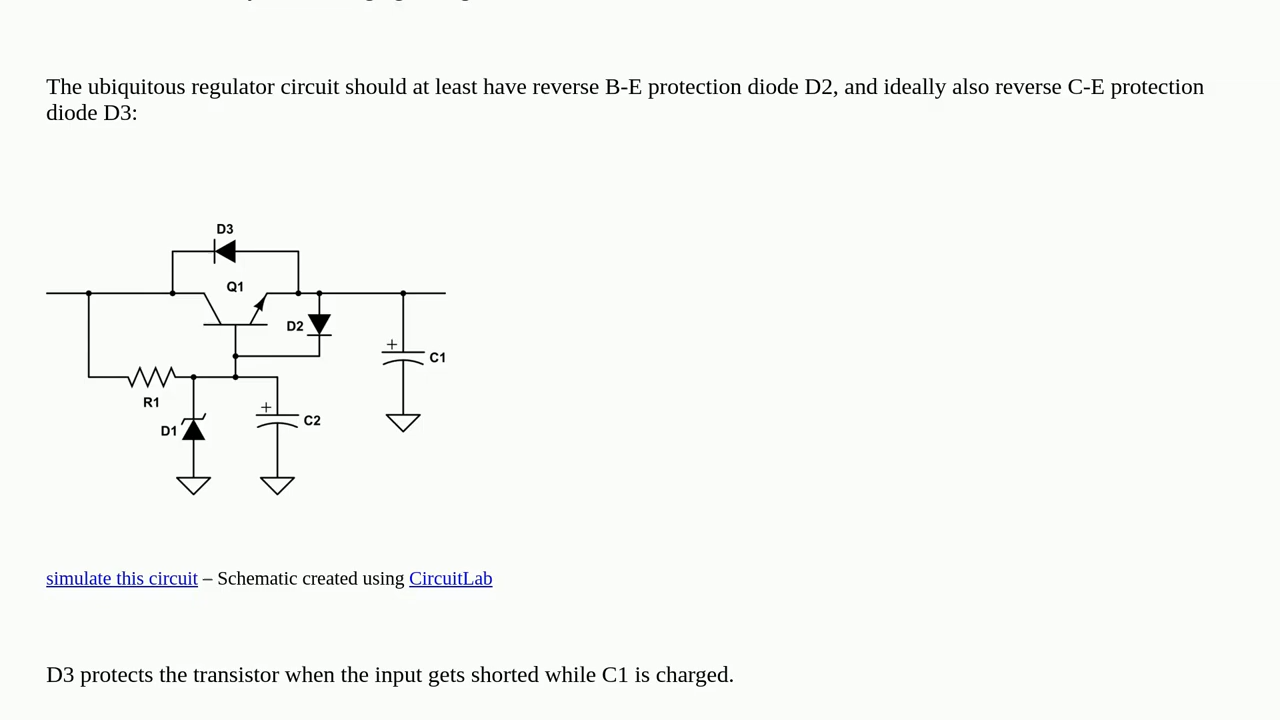 The ubiquitous regulator circuit should at least have reverse B-E protection diode D2, and ideally also reverse C-E protection
diode D3:
D3
Q1
D2
+
C1
R1
+
C2
D1
simulate this circuit – Schematic created using CircuitLab
D3 protects the transistor when the input gets shorted while C1 is charged.